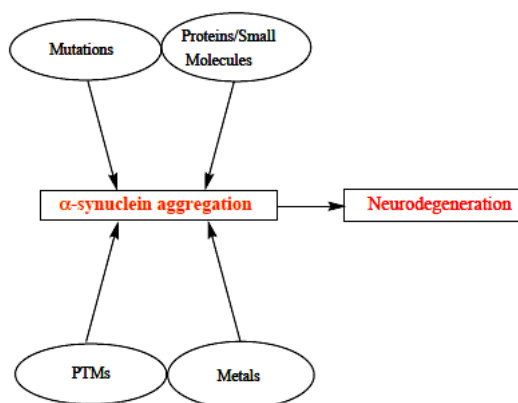 Mutations
Proteins/Small
Molecules
α-synuclein aggregation
Neurodegeneration
PTMs
Metals